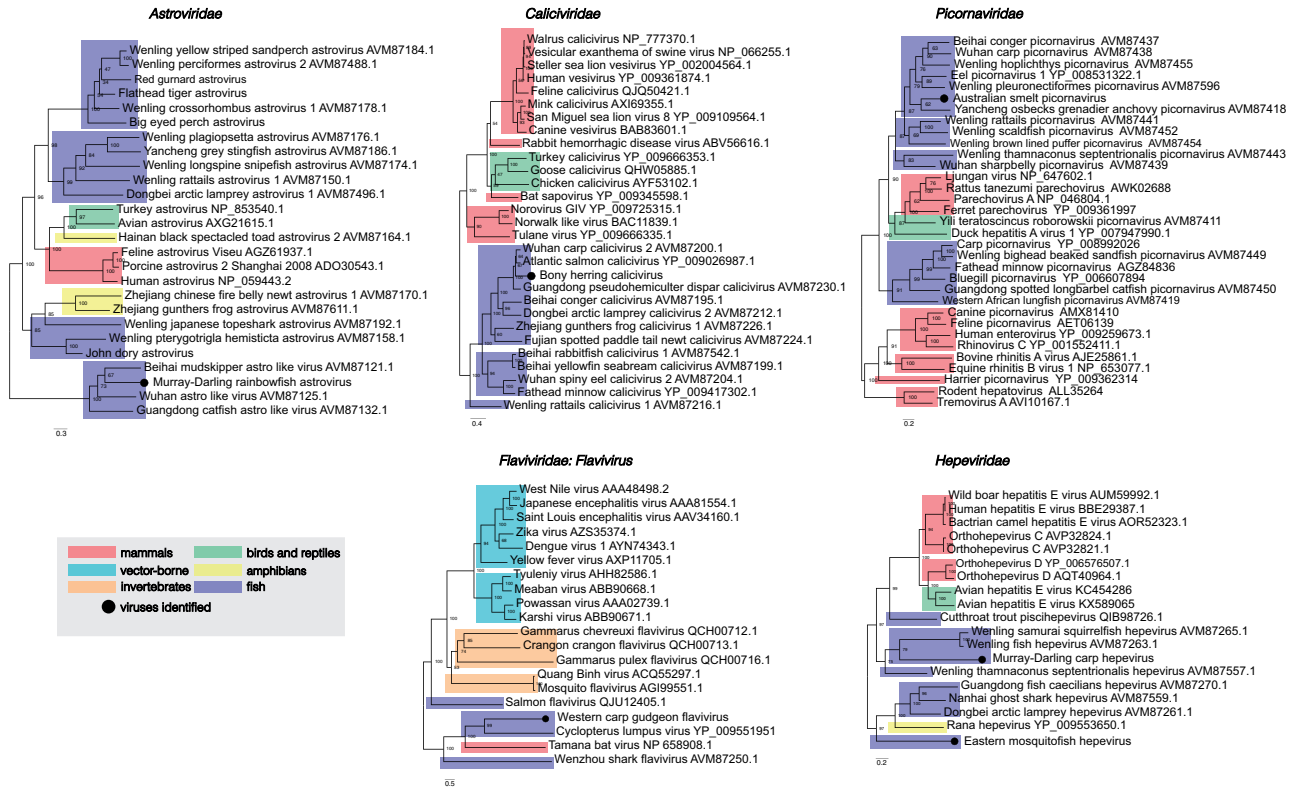 Astroviridae
Wenling yellow striped sandperch astrovirus AVM87184.1
Wenling perciformes astrovirus 2 AVM87488.1
Red gurnard astrovirus
Flathead tiger astrovirus
Wenling crossorhombus astrovirus 1 AVM87178.1
Big eyed perch astrovirus
Wenling plagiopsetta astrovirus AVM87176.1
Yancheng grey stingfish astrovirus AVM87186.1
Wenling longspine snipefish astrovirus AVM87174.1
Wenling rattails astrovirus 1 AVM87150.1
Dongbei arctic lamprey astrovirus 1 AVM87496.1
Turkey astrovirus NP_853540.1
Avian astrovirus AXG21615.1
Hainan black spectacled toad astrovirus 2 AVM87164.1
Feline astrovirus Viseu AGZ61937.1
Porcine astrovirus 2 Shanghai 2008 ADO30543.1
Human astrovirus NP_059443.2
Zhejiang chinese fire belly newt astrovirus 1 AVM87170.1
Zhejiang gunthers frog astrovirus AVM87611.1
Wenling japanese topeshark astrovirus AVM87192.1
Wenling pterygotrigla hemisticta astrovirus AVM87158.1
John dory astrovirus
Beihai mudskipper astro like virus AVM87121.1
Murray-Darling rainbowfish astrovirus
Wuhan astro like virus AVM87125.1
Guangdong catfish astro like virus AVM87132.1
0.3
Caliciviridae
Walrus calicivirus NP_777370.1
Vesicular exanthema of swine virus NP_066255.1
Steller sea lion vesivirus YP_002004564.1
Human vesivirus YP_009361874.1
Feline calicivirus QJQ50421.1
Mink calicivirus AXI69355.1
San Miguel sea lion virus 8 YP_009109564.1
Canine vesivirus BAB83601.1
Rabbit hemorrhagic disease virus ABV56616.1
Turkey calicivirus YP_009666353.1
Goose calicivirus QHW05885.1
Chicken calicivirus AYF53102.1
Bat sapovirus YP_009345598.1
Norovirus GIV YP_009725315.1
Norwalk like virus BAC11839.1
Tulane virus YP_009666335.1
Wuhan carp calicivirus 2 AVM87200.1
Atlantic salmon calicivirus YP_009026987.1
Bony herring calicivirus
Guangdong pseudohemiculter dispar calicivirus AVM87230.1
Beihai conger calicivirus AVM87195.1
Dongbei arctic lamprey calicivirus 2 AVM87212.1
Zhejiang gunthers frog calicivirus 1 AVM87226.1
Fujian spotted paddle tail newt calicivirus AVM87224.1
Beihai rabbitfish calicivirus 1 AVM87542.1
Beihai yellowfin seabream calicivirus AVM87199.1
Wuhan spiny eel calicivirus 2 AVM87204.1
Fathead minnow calicivirus YP_009417302.1
Wenling rattails calicivirus 1 AVM87216.1
0.4
Picornaviridae
Beihai conger picornavirus AVM87437
Wuhan carp picornavirus AVM87438
Wenling hoplichthys picornavirus AVM87455
Eel picornavirus 1 YP_008531322.1
Wenling pleuronectiformes picornavirus AVM87596
Australian smelt picornavirus
Yancheng osbecks grenadier anchovy picornavirus AVM87418
Wenling rattails picornavirus AVM87441
Wenling scaldfish picornavirus AVM87452
Wenling brown lined puffer picornavirus AVM87454
Wenling thamnaconus septentrionalis picornavirus AVM87443
Wuhan sharpbelly picornavirus AVM87439
Ljungan virus NP_647602.1
Rattus tanezumi parechovirus AWK02688
Parechovirus A NP_046804.1
Ferret parechovirus YP_009361997
Yili teratoscincus roborowskii picornavirus AVM87411
Duck hepatitis A virus 1 YP_007947990.1
Carp picornavirus YP_008992026
Wenling bighead beaked sandfish picornavirus AVM87449
Fathead minnow picornavirus AGZ84836
Bluegill picornavirus YP_006607894
Guangdong spotted longbarbel catfish picornavirus AVM87450
Western African lungfish picornavirus AVM87419
Canine picornavirus AMX81410
Feline picornavirus AET06139
Human enterovirus YP_009259673.1
Rhinovirus C YP_001552411.1
Bovine rhinitis A virus AJE25861.1
Equine rhinitis B virus 1 NP_653077.1
Harrier picornavirus YP_009362314
Rodent hepatovirus ALL35264
Tremovirus A AVI10167.1
0.2
mammals
vector-borne
invertebrates
birds and reptiles
amphibians
fish
viruses identified
Flaviviridae: Flavivirus
West Nile virus AAA48498.2
Japanese encephalitis virus AAA81554.1
Saint Louis encephalitis virus AAV34160.1
Zika virus AZS35374.1
Dengue virus 1 AYN74343.1
Yellow fever virus AXP11705.1
Tyuleniy virus AHH82586.1
Meaban virus ABB90668.1
Powassan virus AAA02739.1
Karshi virus ABB90671.1
Gammarus chevreuxi flavivirus QCH00712.1
Crangon crangon flavivirus QCH00713.1
Gammarus pulex flavivirus QCH00716.1
Quang Binh virus ACQ55297.1
Mosquito flavivirus AGI99551.1
Salmon flavivirus QJU12405.1
Western carp gudgeon flavivirus
Cyclopterus lumpus virus YP_009551951
Tamana bat virus NP 658908.1
Wenzhou shark flavivirus AVM87250.1
0.5
Hepeviridae
Wild boar hepatitis E virus AUM59992.1
Human hepatitis E virus BBE29387.1
Bactrian camel hepatitis E virus AOR52323.1
Orthohepevirus C AVP32824.1
Orthohepevirus C AVP32821.1
Orthohepevirus D YP_006576507.1
Orthohepevirus D AQT40964.1
Avian hepatitis E virus KC454286
Avian hepatitis E virus KX589065
Cutthroat trout piscihepevirus QIB98726.1
Wenling samurai squirrelfish hepevirus AVM87265.1
Wenling fish hepevirus AVM87263.1
Murray-Darling carp hepevirus
Wenling thamnaconus septentrionalis hepevirus AVM87557.1
Guangdong fish caecilians hepevirus AVM87270.1
Nanhai ghost shark hepevirus AVM87559.1
Dongbei arctic lamprey hepevirus AVM87261.1
Rana hepevirus YP_009553650.1
Eastern mosquitofish hepevirus
0.2